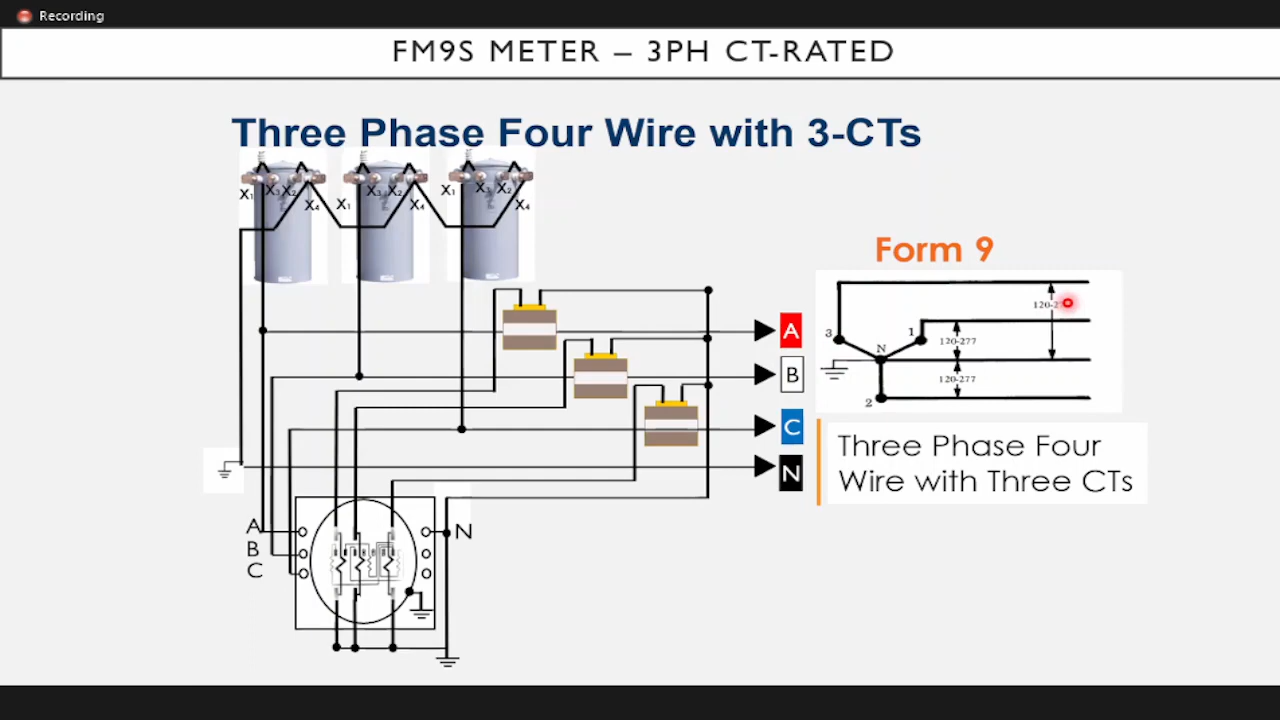 Recording
FM9S METER – 3PH CT-RATED
Three Phase Four Wire with 3-CTs
X₁ X₃ X₂ X₄ X₁ X₃ X₂ X₄ X₁ X₃ X₂ X₄
Form 9
3 1 N 2
120-2
120-277
120-277
A
B
C
N
Three Phase Four
Wire with Three CTs
A
B
C
N